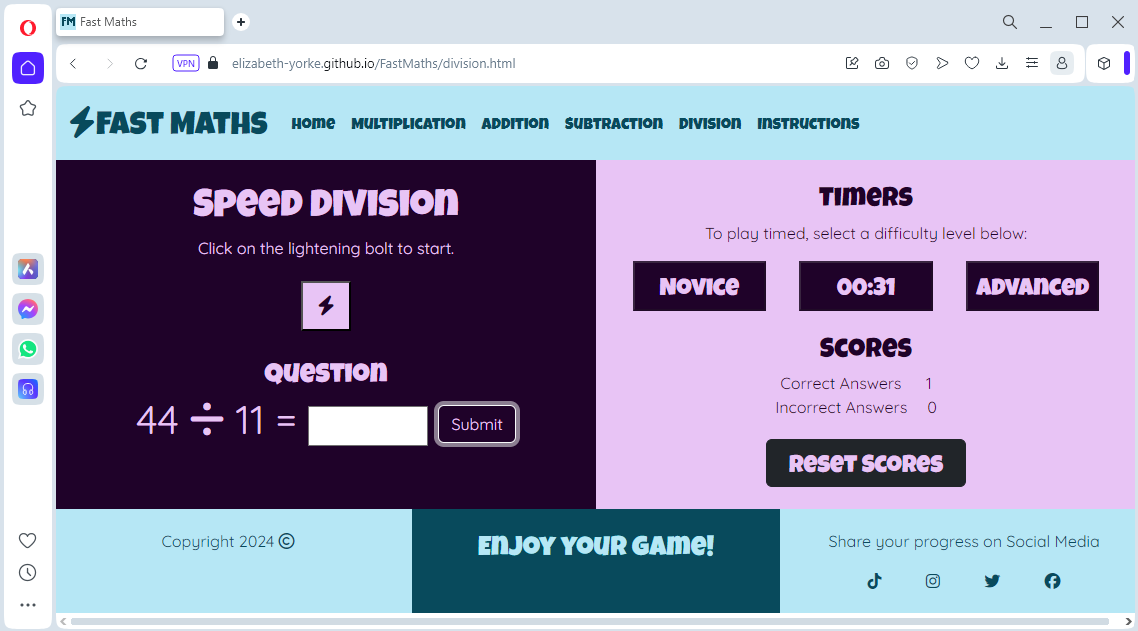 FM Fast Maths
VPN elizabeth-yorke.github.io/FastMaths/division.html
FAST MATHS Home Multiplication Addition Subtraction Division Instructions
Speed Division
Click on the lightening bolt to start.
Question
44 ÷ 11 = Submit
Timers
To play timed, select a difficulty level below:
Novice 00:31 Advanced
Scores
Correct Answers 1
Incorrect Answers 0
Reset Scores
Copyright 2024 ©
Enjoy your game!
Share your progress on Social Media